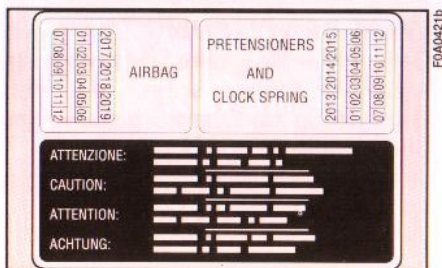 2017 2018 2019
01 02 03 04 05 06
07 08 09 10 11 12
AIRBAG
PRETENSIONERS
AND
CLOCK SPRING
2013 2014 2015
01 02 03 04 05 06
07 08 09 10 11 12
ATTENZIONE:
CAUTION:
ATTENTION:
ACHTUNG:
F0A0421b